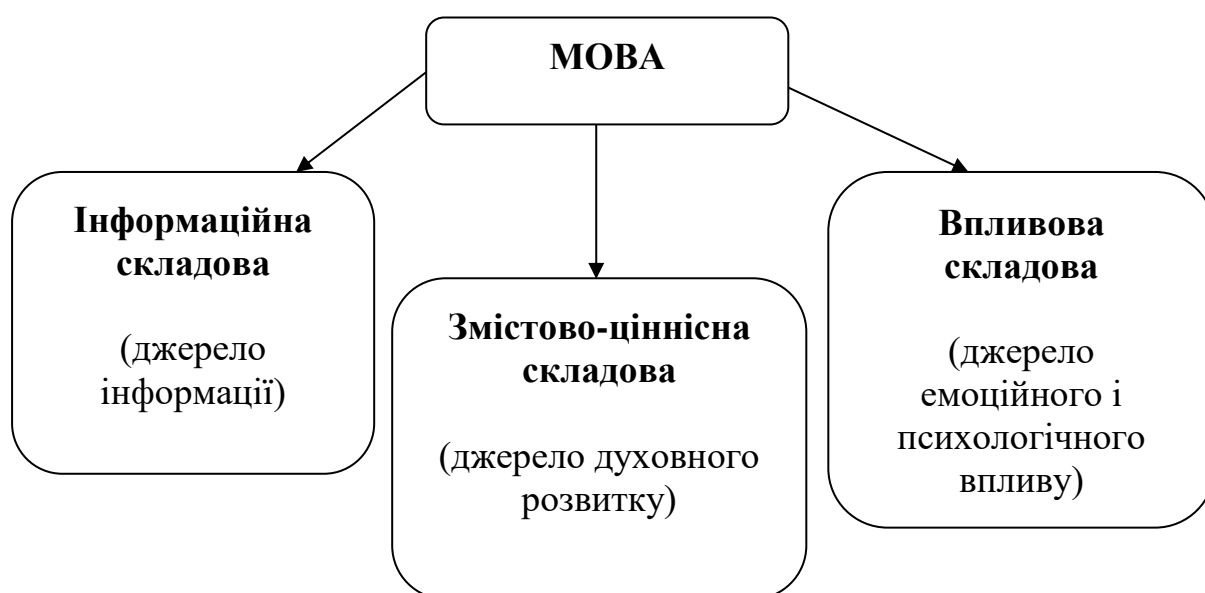 МОВА
Інформаційна
складова
(джерело
інформації)
Змістово-ціннісна
складова
(джерело духовного
розвитку)
Впливова
складова
(джерело
емоційного і
психологічного
впливу)